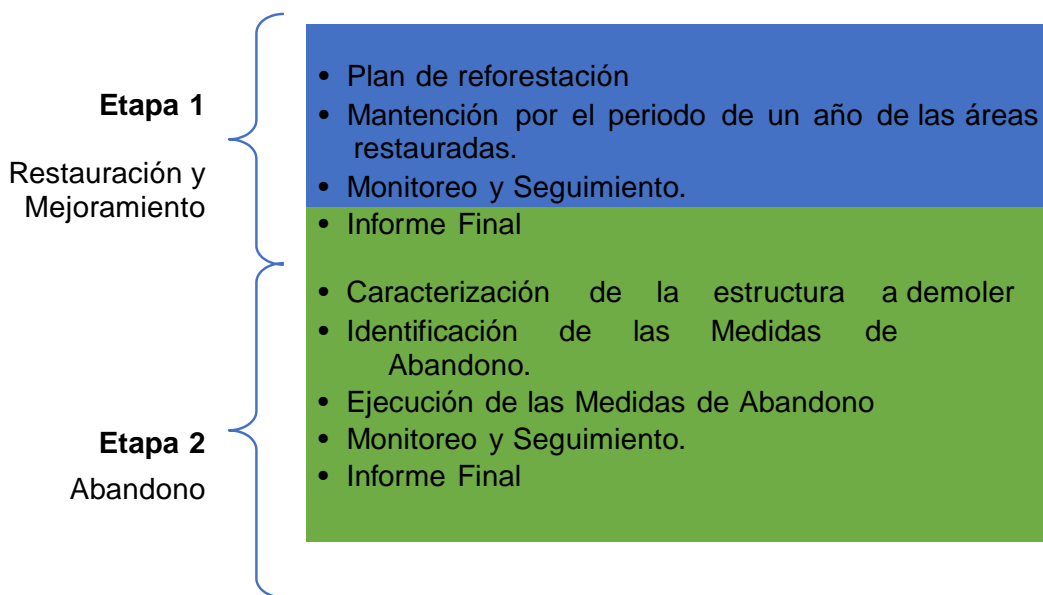 Etapa 1
Restauración y
Mejoramiento
• Plan de reforestación
• Mantención por el periodo de un año de las áreas
restauradas.
• Monitoreo y Seguimiento.
• Informe Final
Etapa 2
Abandono
• Caracterización de la estructura a demoler
• Identificación de las Medidas de
Abandono.
• Ejecución de las Medidas de Abandono
• Monitoreo y Seguimiento.
• Informe Final